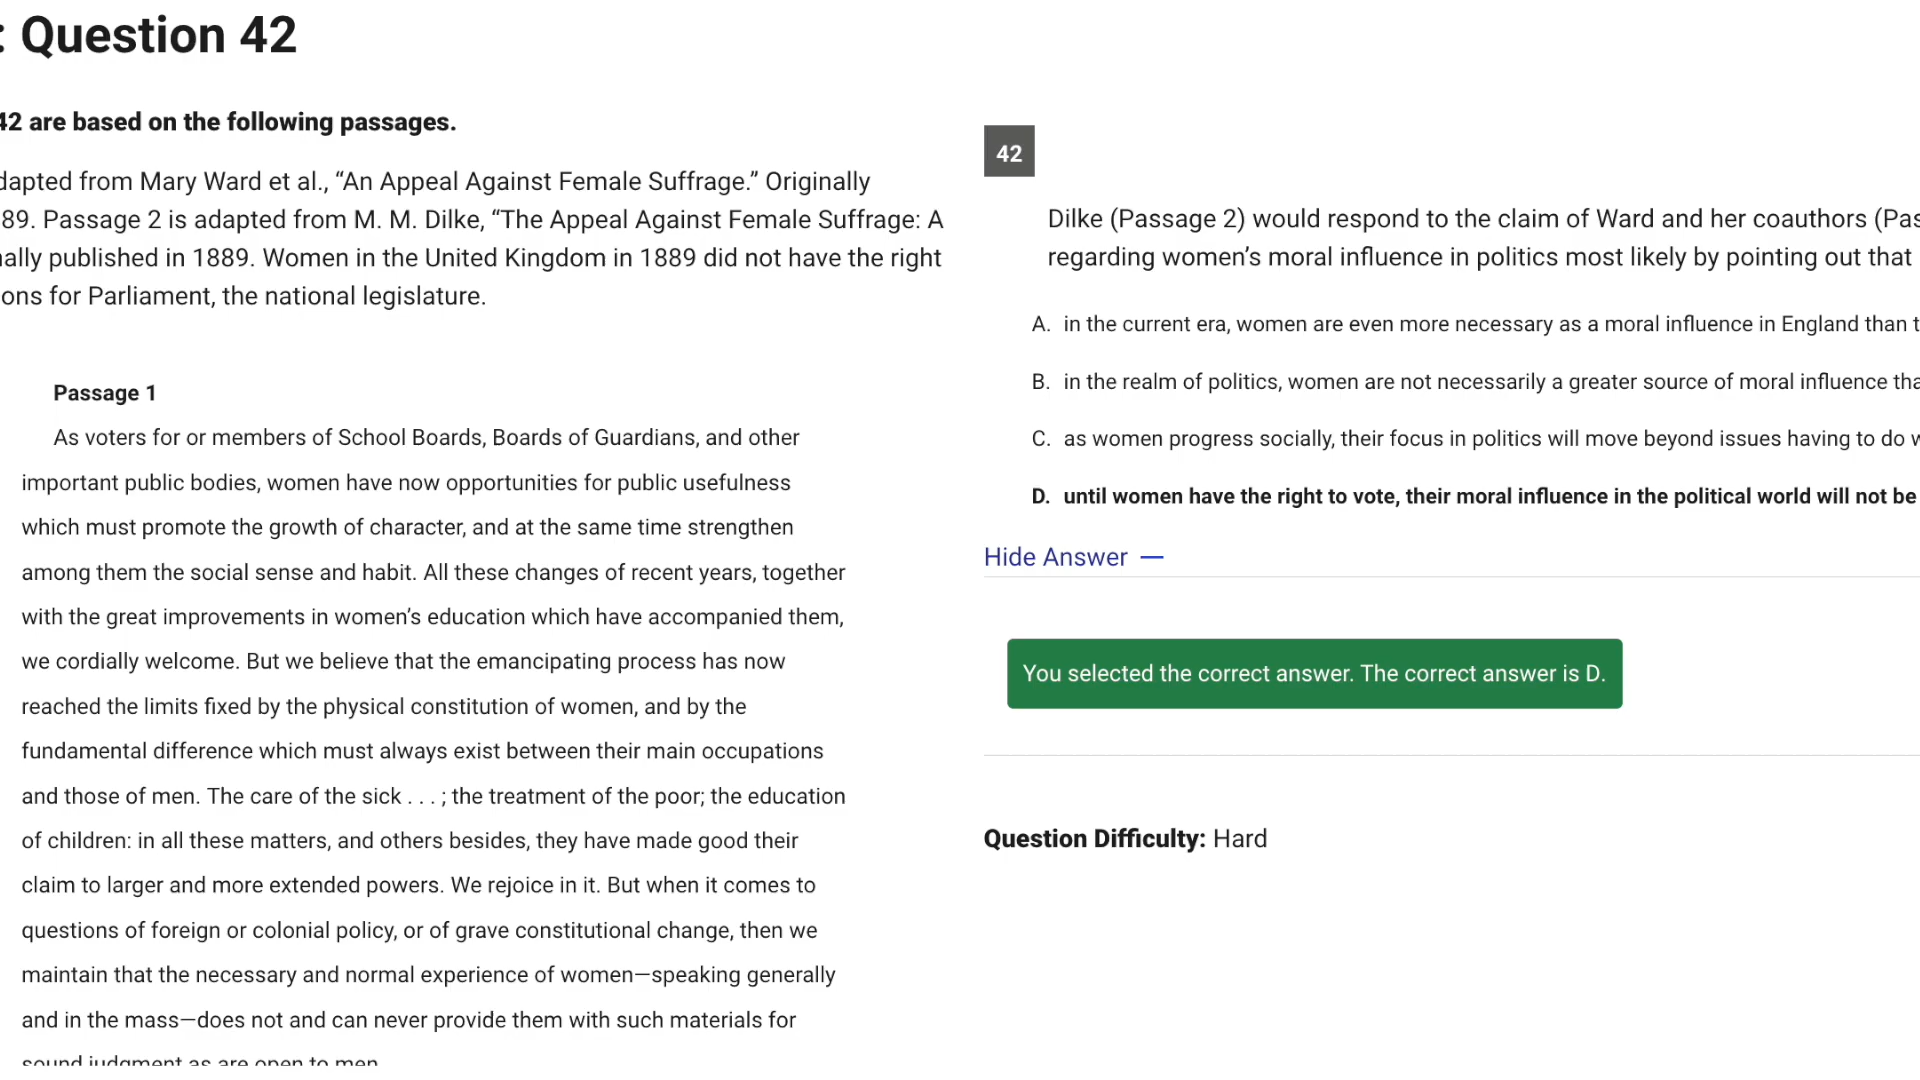 : Question 42
42 are based on the following passages.
dapted from Mary Ward et al., “An Appeal Against Female Suffrage.” Originally
89. Passage 2 is adapted from M. M. Dilke, “The Appeal Against Female Suffrage: A
nally published in 1889. Women in the United Kingdom in 1889 did not have the right
ons for Parliament, the national legislature.
Passage 1
As voters for or members of School Boards, Boards of Guardians, and other
important public bodies, women have now opportunities for public usefulness
which must promote the growth of character, and at the same time strengthen
among them the social sense and habit. All these changes of recent years, together
with the great improvements in women’s education which have accompanied them,
we cordially welcome. But we believe that the emancipating process has now
reached the limits fixed by the physical constitution of women, and by the
fundamental difference which must always exist between their main occupations
and those of men. The care of the sick . . . ; the treatment of the poor; the education
of children: in all these matters, and others besides, they have made good their
claim to larger and more extended powers. We rejoice in it. But when it comes to
questions of foreign or colonial policy, or of grave constitutional change, then we
maintain that the necessary and normal experience of women—speaking generally
and in the mass—does not and can never provide them with such materials for
sound judgment as are open to men.
42
Dilke (Passage 2) would respond to the claim of Ward and her coauthors (Pas
regarding women’s moral influence in politics most likely by pointing out that
A. in the current era, women are even more necessary as a moral influence in England than t
B. in the realm of politics, women are not necessarily a greater source of moral influence tha
C. as women progress socially, their focus in politics will move beyond issues having to do w
D. until women have the right to vote, their moral influence in the political world will not be
Hide Answer —
You selected the correct answer. The correct answer is D.
Question Difficulty: Hard